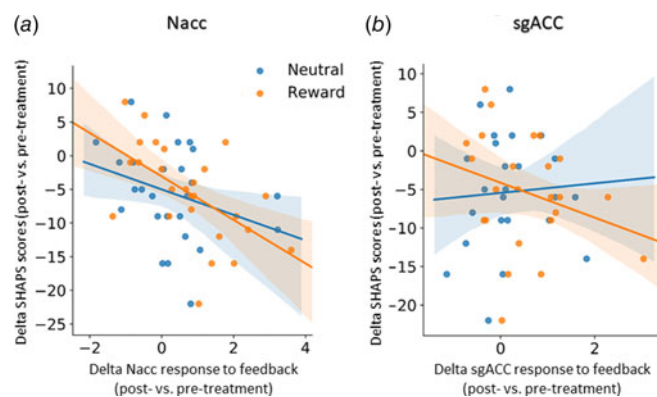 (a)
Nacc
Neutral
Reward
Delta SHAPS scores (post- vs. pre-treatment)
10
5
0
-5
-10
-15
-20
-25
-2
0
2
4
Delta Nacc response to feedback
(post- vs. pre-treatment)
(b)
sgACC
Delta SHAPS scores (post- vs. pre-treatment)
10
5
0
-5
-10
-15
-20
0
2
Delta sgACC response to feedback
(post- vs. pre-treatment)